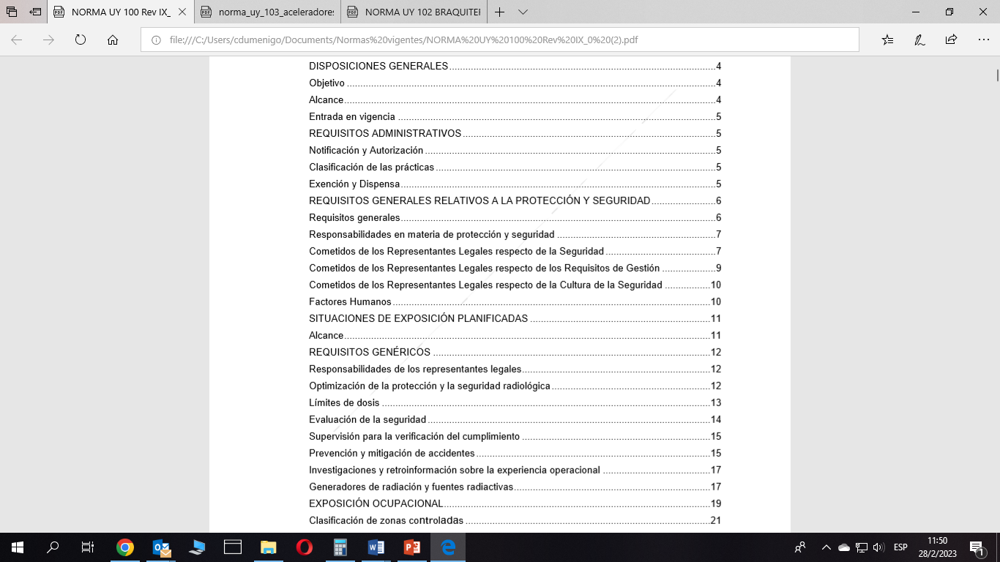 NORMA UY 100 Rev IX_
norma_uy_103_aceleradores
NORMA UY 102 BRAQUITER
file:///C:/Users/cdumenigo/Documents/Normas%20vigentes/NORMA%20UY%20100%20Rev%20IX_0%20(2).pdf
DISPOSICIONES GENERALES 4
Objetivo 4
Alcance 4
Entrada en vigencia 5
REQUISITOS ADMINISTRATIVOS 5
Notificación y Autorización 5
Clasificación de las prácticas 5
Exención y Dispensa 5
REQUISITOS GENERALES RELATIVOS A LA PROTECCIÓN Y SEGURIDAD 6
Requisitos generales 6
Responsabilidades en materia de protección y seguridad 7
Cometidos de los Representantes Legales respecto de la Seguridad 7
Cometidos de los Representantes Legales respecto de los Requisitos de Gestión 9
Cometidos de los Representantes Legales respecto de la Cultura de la Seguridad 10
Factores Humanos 10
SITUACIONES DE EXPOSICIÓN PLANIFICADAS 11
Alcance 11
REQUISITOS GENÉRICOS 12
Responsabilidades de los representantes legales 12
Optimización de la protección y la seguridad radiológica 12
Límites de dosis 13
Evaluación de la seguridad 14
Supervisión para la verificación del cumplimiento 15
Prevención y mitigación de accidentes 15
Investigaciones y retroinformación sobre la experiencia operacional 17
Generadores de radiación y fuentes radiactivas 17
EXPOSICIÓN OCUPACIONAL 19
Clasificación de zonas controladas 21
ESP
11:50
28/2/2023
1